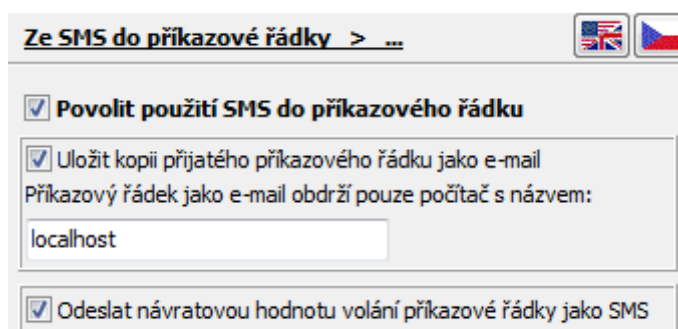 Ze SMS do příkazové řádky > ...
Povolit použití SMS do příkazového řádku
Uložit kopii přijatého příkazového řádku jako e-mail
Příkazový řádek jako e-mail obdrží pouze počítač s názvem:
localhost
Odeslat návratovou hodnotu volání příkazové řádky jako SMS